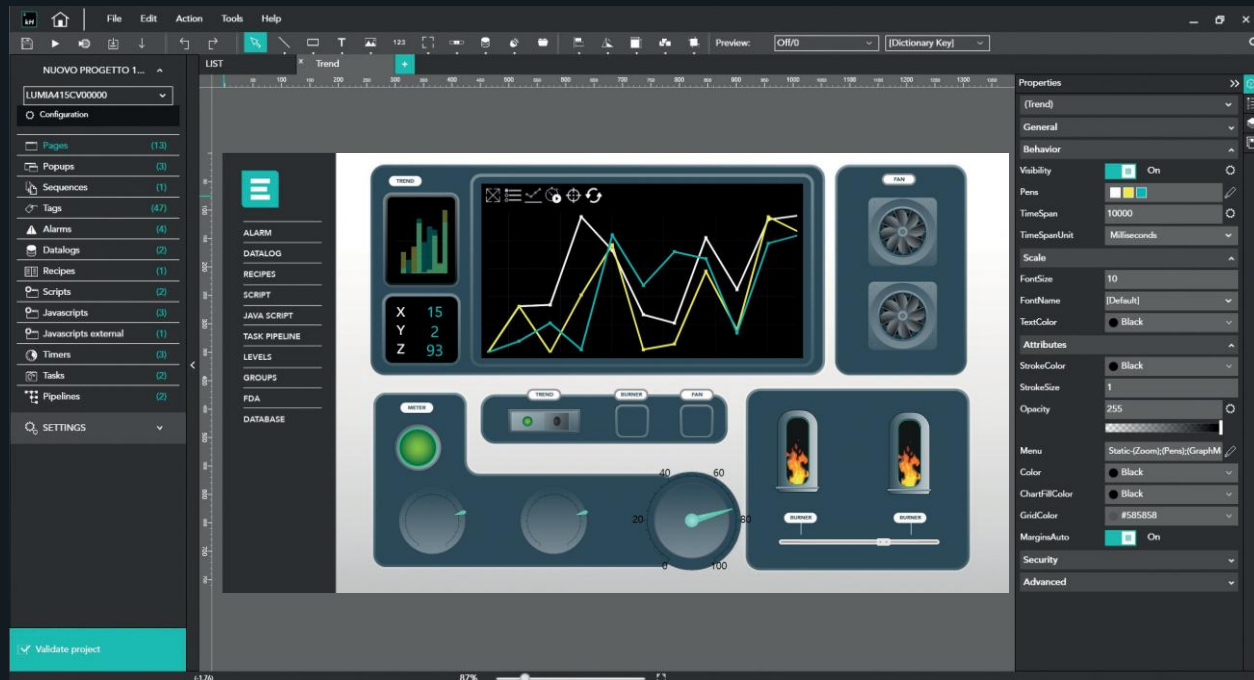 File Edit Action Tools Help
123
Preview: Off/0 [Dictionary Key]
NUOVO PROGETTO 1...
LUMIA415CV00000
Configuration
Pages (13)
Popups (3)
Sequences (1)
Tags (47)
Alarms (4)
Datalogs (2)
Recipes (1)
Scripts (2)
Javascripts (3)
Javascripts external (1)
Timers (3)
Tasks (2)
Pipelines (2)
SETTINGS
Validate project
LIST
Trend
ALARM
DATALOG
RECIPES
SCRIPT
JAVA SCRIPT
TASK PIPELINE
LEVELS
GROUPS
FDA
DATABASE
TREND
X 15
Y 2
Z 93
FAN
METER
TREND BURNER FAN
0 20 40 60 80 100
BURNER BURNER
87%
Properties
(Trend)
General
Behavior
Visibility On
Pens
TimeSpan 10000
TimeSpanUnit Milliseconds
Scale
FontSize 10
FontName [Default]
TextColor Black
Attributes
StrokeColor Black
StrokeSize 1
Opacity 255
Menu Static-(Zoom);(Pens);(GraphM
Color Black
ChartFillColor Black
GridColor #585858
MarginsAuto On
Security
Advanced